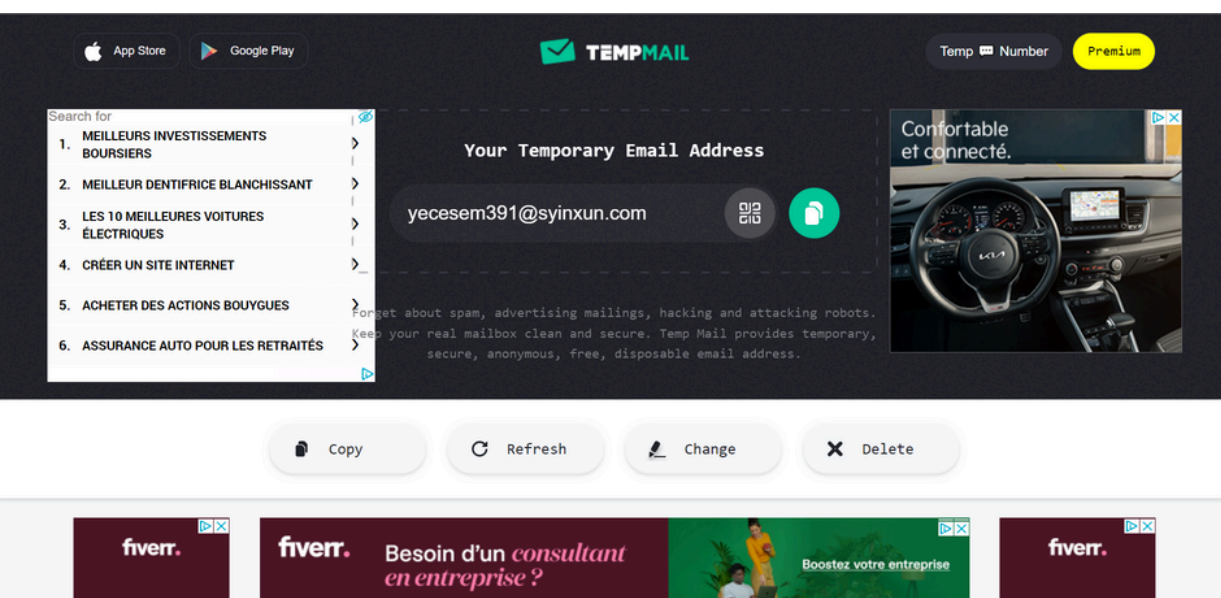 App Store
Google Play
TEMPMAIL
Temp Number
Premium
Search for
1. MEILLEURS INVESTISSEMENTS
BOURSIERS
2. MEILLEUR DENTIFRICE BLANCHISSANT
3. LES 10 MEILLEURES VOITURES
ÉLECTRIQUES
4. CRÉER UN SITE INTERNET
5. ACHETER DES ACTIONS BOUYGUES
6. ASSURANCE AUTO POUR LES RETRAITÉS
Your Temporary Email Address
yecesem391@syinxun.com
Forget about spam, advertising mailings, hacking and attacking robots.
Keep your real mailbox clean and secure. Temp Mail provides temporary,
secure, anonymous, free, disposable email address.
Confortable
et connecté.
KIA
Copy
Refresh
Change
Delete
fiverr.
fiverr.
Besoin d'un consultant
en entreprise ?
Boostez votre entreprise
fiverr.